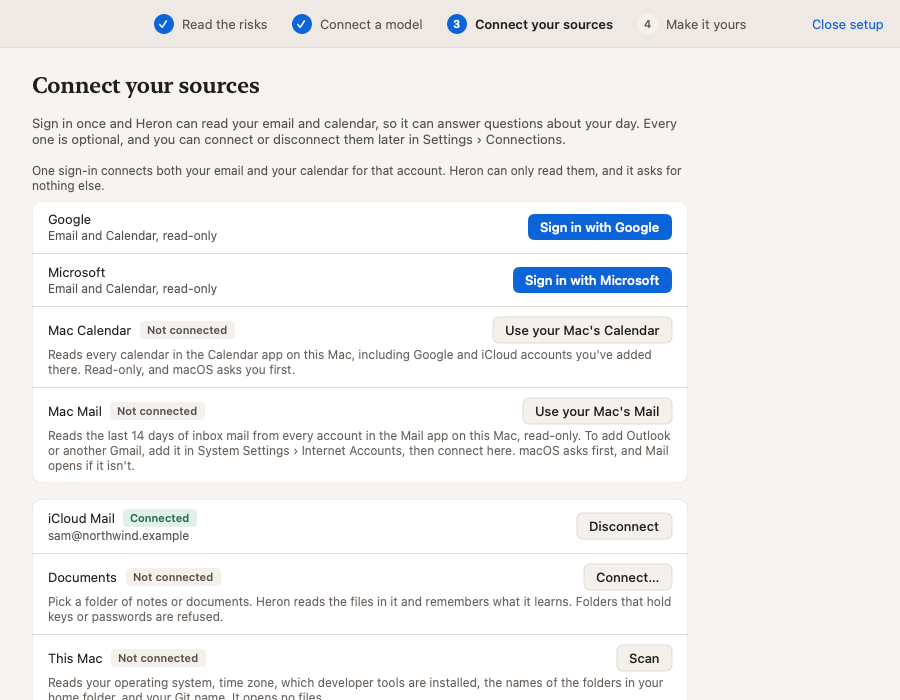 Read the risks
Connect a model
3 Connect your sources
4 Make it yours
Close setup
Connect your sources
Sign in once and Heron can read your email and calendar, so it can answer questions about your day. Every
one is optional, and you can connect or disconnect them later in Settings › Connections.
One sign-in connects both your email and your calendar for that account. Heron can only read them, and it asks for
nothing else.
Google
Email and Calendar, read-only
Sign in with Google
Microsoft
Email and Calendar, read-only
Sign in with Microsoft
Mac Calendar Not connected
Use your Mac's Calendar
Reads every calendar in the Calendar app on this Mac, including Google and iCloud accounts you've added
there. Read-only, and macOS asks you first.
Mac Mail Not connected
Use your Mac's Mail
Reads the last 14 days of inbox mail from every account in the Mail app on this Mac, read-only. To add Outlook
or another Gmail, add it in System Settings › Internet Accounts, then connect here. macOS asks first, and Mail
opens if it isn't.
iCloud Mail Connected
sam@northwind.example
Disconnect
Documents Not connected
Connect...
Pick a folder of notes or documents. Heron reads the files in it and remembers what it learns. Folders that hold
keys or passwords are refused.
This Mac Not connected
Scan
Reads your operating system, time zone, which developer tools are installed, the names of the folders in your
home folder, and your Git name. It opens no files.